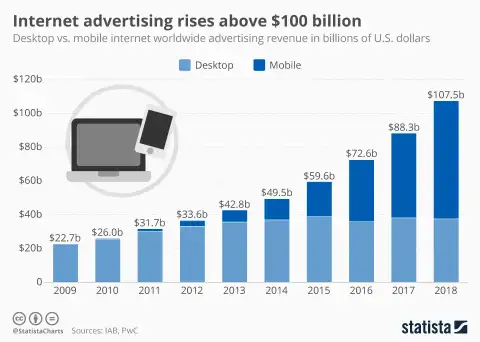 Internet advertising rises above $100 billion
Desktop vs. mobile internet worldwide advertising revenue in billions of U.S. dollars
Desktop Mobile
$120b
$100b
$80b
$60b
$40b
$20b
0
$22.7b
$26.0b
$31.7b
$33.6b
$42.8b
$49.5b
$59.6b
$72.6b
$88.3b
$107.5b
2009 2010 2011 2012 2013 2014 2015 2016 2017 2018
cc
@StatistaCharts Sources: IAB, PwC
statista